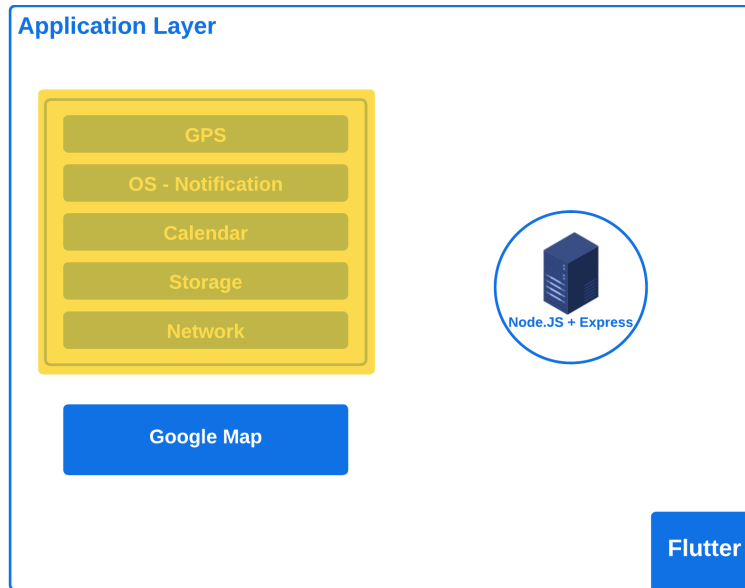 Application Layer
GPS
OS - Notification
Calendar
Storage
Network
Node.JS + Express
Google Map
Flutter